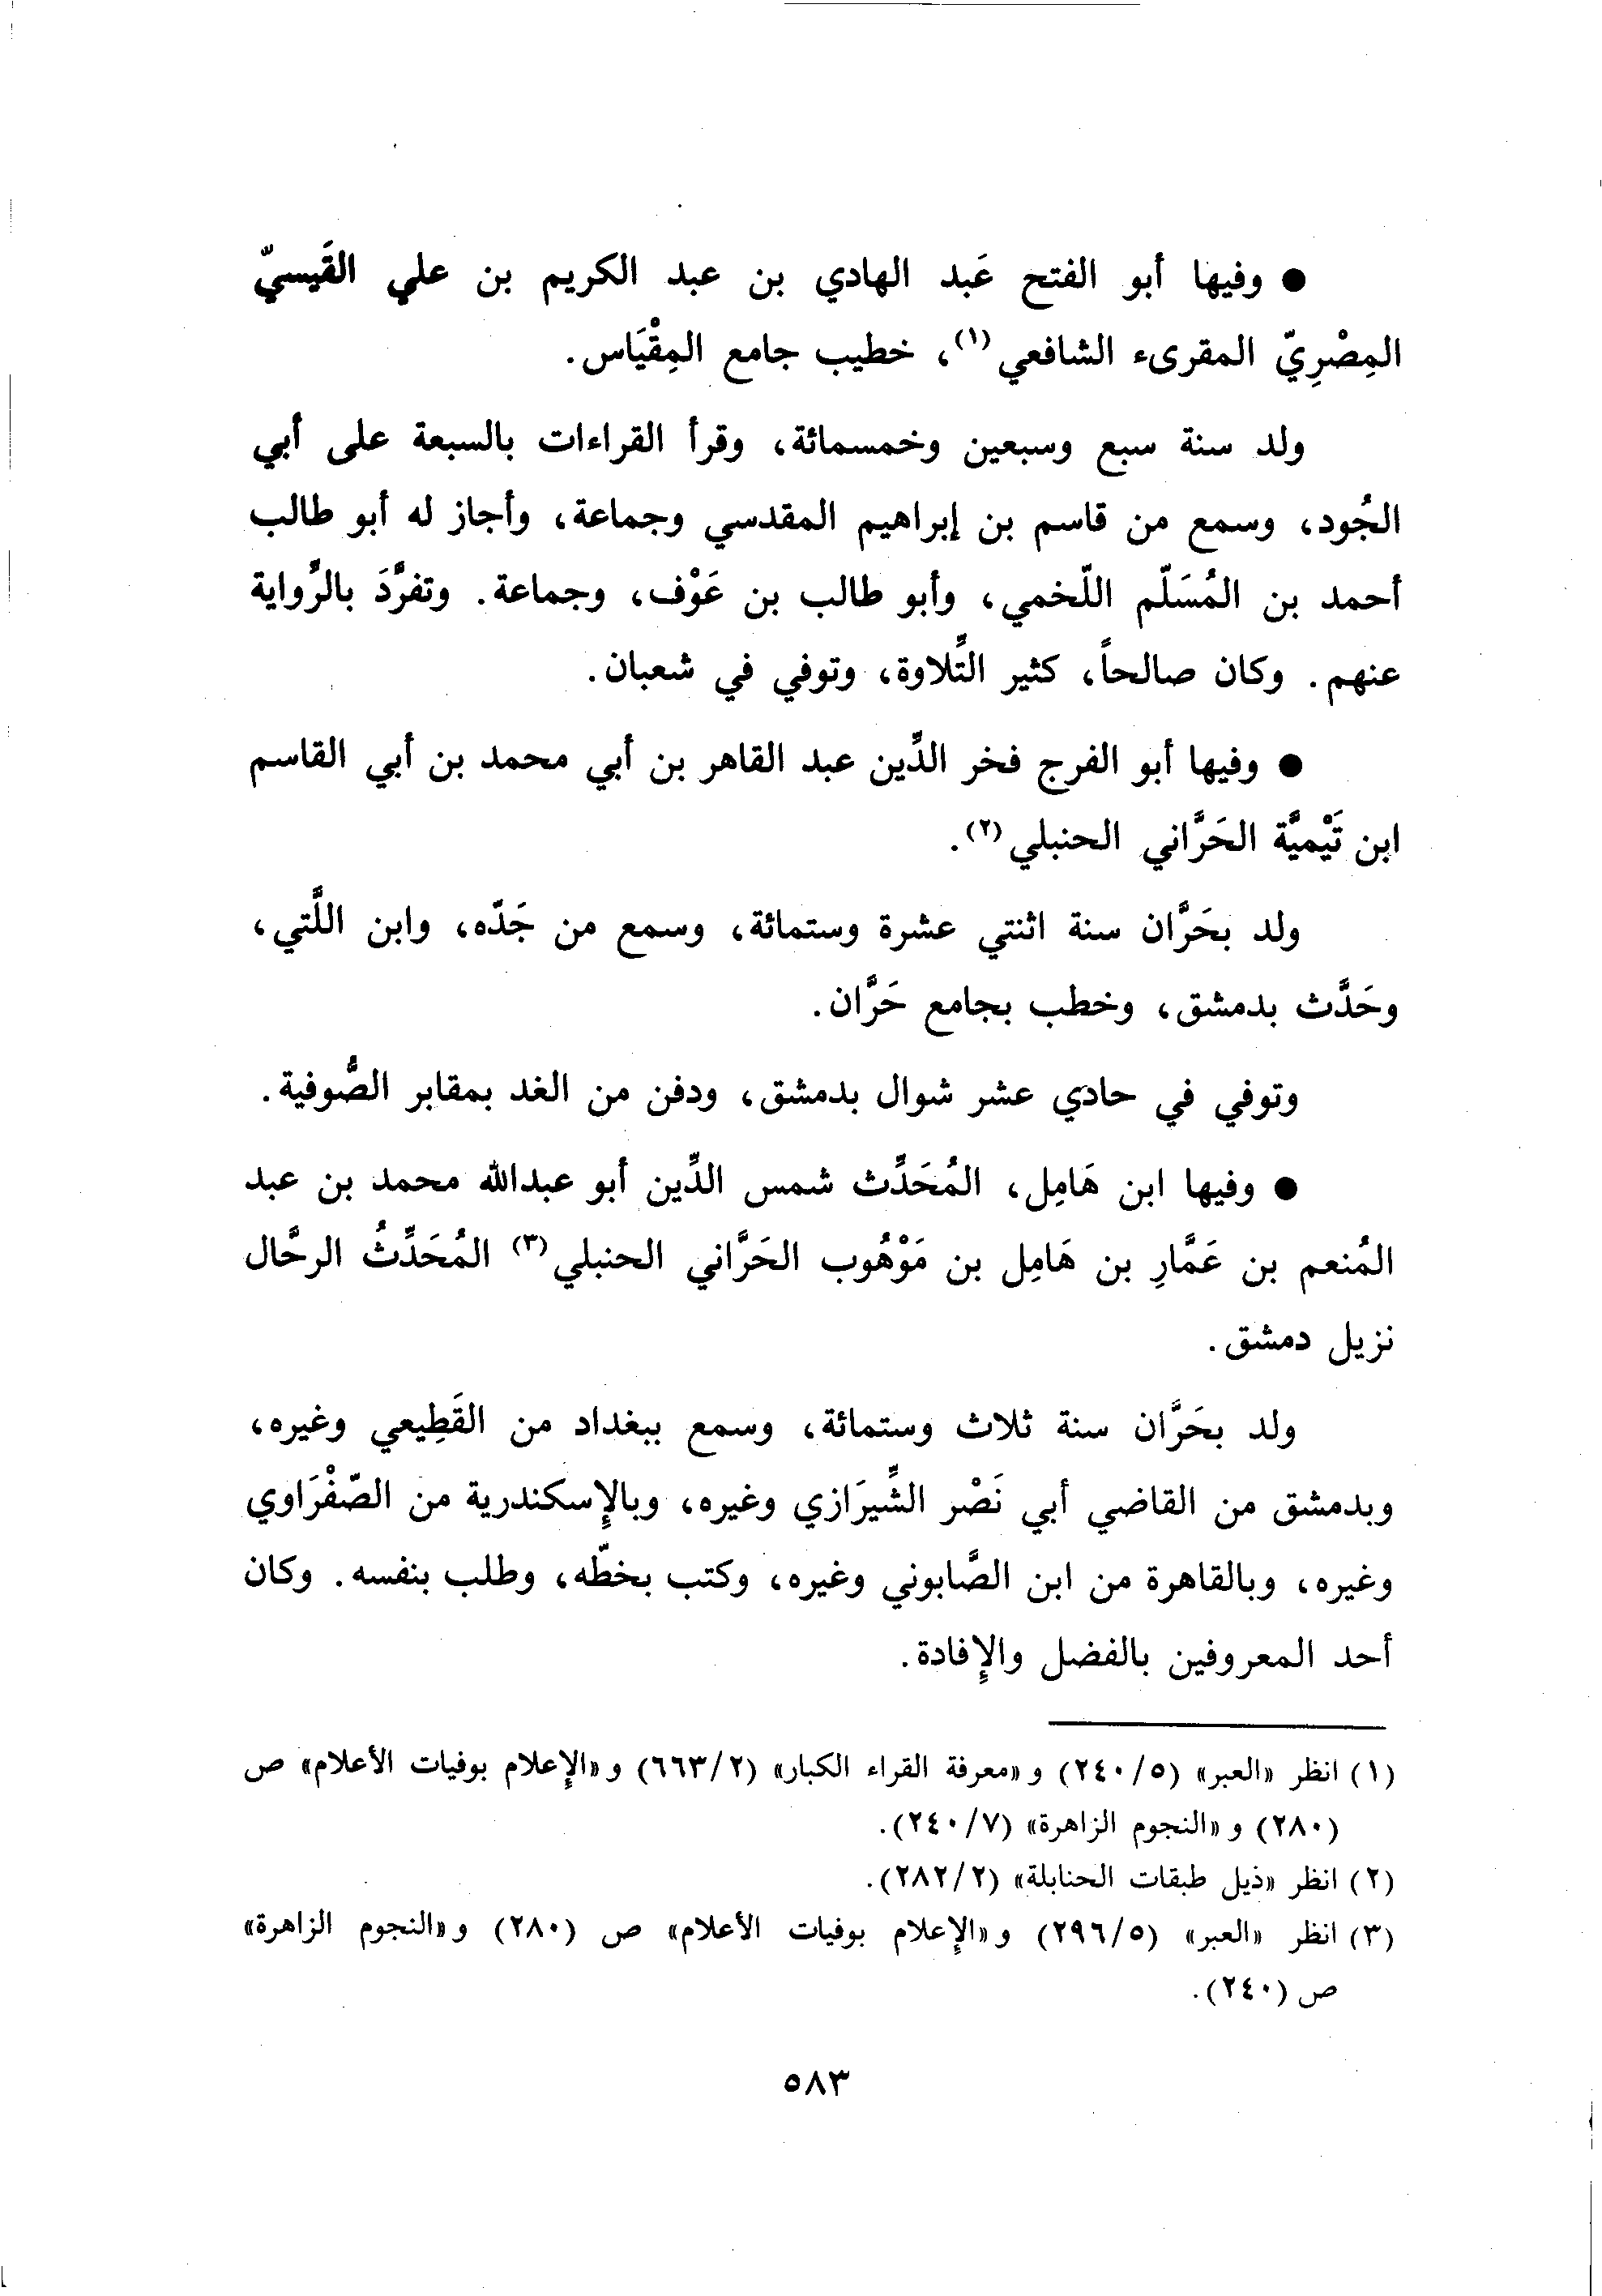 ● وفيها أبو الفتح عَبد الهادي بن عبد الكريم بن علي القَيسيّ
المِصْرِيّ المقرىء الشافعي (١)، خطيب جامع المِقْيَاس.
ولد سنة سبع وسبعين وخمسمائة، وقرأ القراءات بالسبعة على أبي
الجُود، وسمع من قاسم بن إبراهيم المقدسي وجماعة، وأجاز له أبو طالب
أحمد بن المُسَلّم اللّخمي، وأبو طالب بن عَوْف، وجماعة. وتفرَّدَ بالرِّواية
عنهم. وكان صالحاً، كثير التِّلاوة، وتوفي في شعبان.
● وفيها أبو الفرج فخر الدِّين عبد القاهر بن أبي محمد بن أبي القاسم
ابن تَيْميَّة الحَرَّاني الحنبلي (٢).
ولد بحَرَّان سنة اثنتي عشرة وستمائة، وسمع من جَدّه، وابن اللَّتي،
وحَدَّث بدمشق، وخطب بجامع حَرَّان.
وتوفي في حادي عشر شوال بدمشق، ودفن من الغد بمقابر الصُّوفية.
● وفيها ابن هَامِل، المُحَدِّث شمس الدِّين أبو عبدالله محمد بن عبد
المُنعم بن عَمَّارِ بن هَامِل بن مَوْهُوب الحَرَّاني الحنبلي (٣) المُحَدِّثُ الرحَّال
نزيل دمشق.
ولد بحَرَّان سنة ثلاث وستمائة، وسمع ببغداد من القَطِيعي وغيره،
وبدمشق من القاضي أبي نَصْر الشِّيرَازي وغيره، وبالإِسكندرية من الصّفْرَاوي
وغيره، وبالقاهرة من ابن الصَّابوني وغيره، وكتب بخطّه، وطلب بنفسه. وكان
أحد المعروفين بالفضل والإِفادة.
(١) انظر «العبر» (٢٤٠/٥) و «معرفة القراء الكبار» (٦٦٣/٢) و «الإِعلام بوفيات الأعلام» ص
(٢٨٠) و «النجوم الزاهرة» (٢٤٠/٧).
(٢) انظر «ذيل طبقات الحنابلة» (٢٨٢/٢).
(٣) انظر «العبر» (٢٩٦/٥) و «الإِعلام بوفيات الأعلام» ص (٢٨٠) و «النجوم الزاهرة»
ص (٢٤٠).
٥٨٣